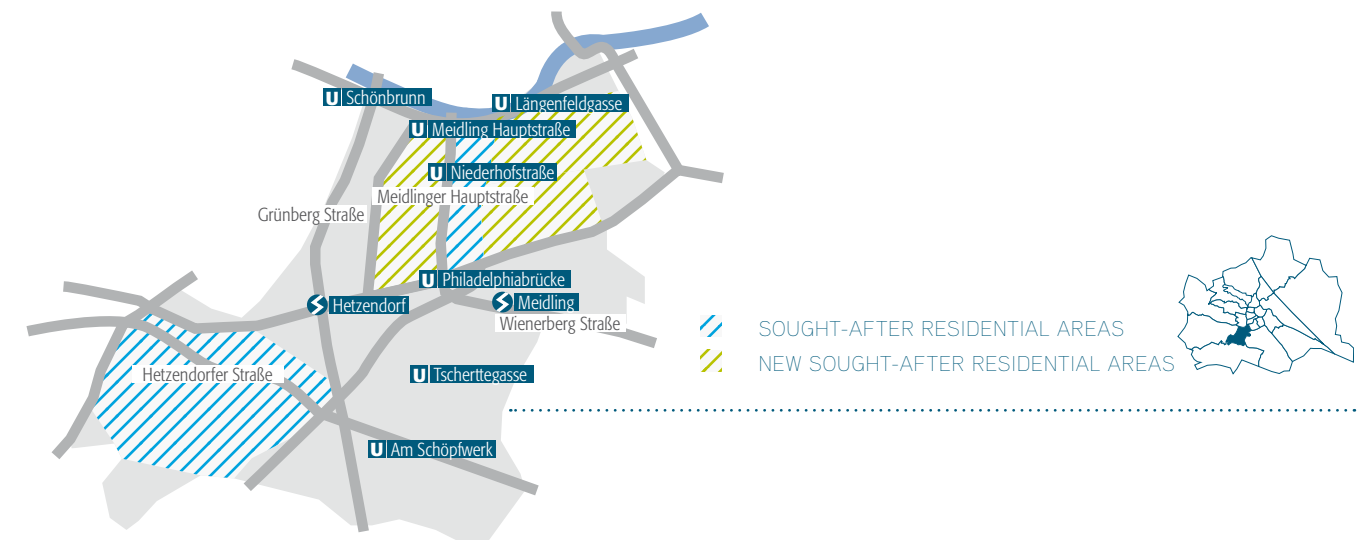 U Schönbrunn
U Längenfeldgasse
U Meidling Hauptstraße
U Niederhofstraße
Meidlinger Hauptstraße
Grünberg Straße
U Philadelphiabrücke
Hetzendorf
Meidling
Wienerberg Straße
SOUGHT-AFTER RESIDENTIAL AREAS
NEW SOUGHT-AFTER RESIDENTIAL AREAS
Hetzendorfer Straße
U Tscherttegasse
U Am Schöpfwerk